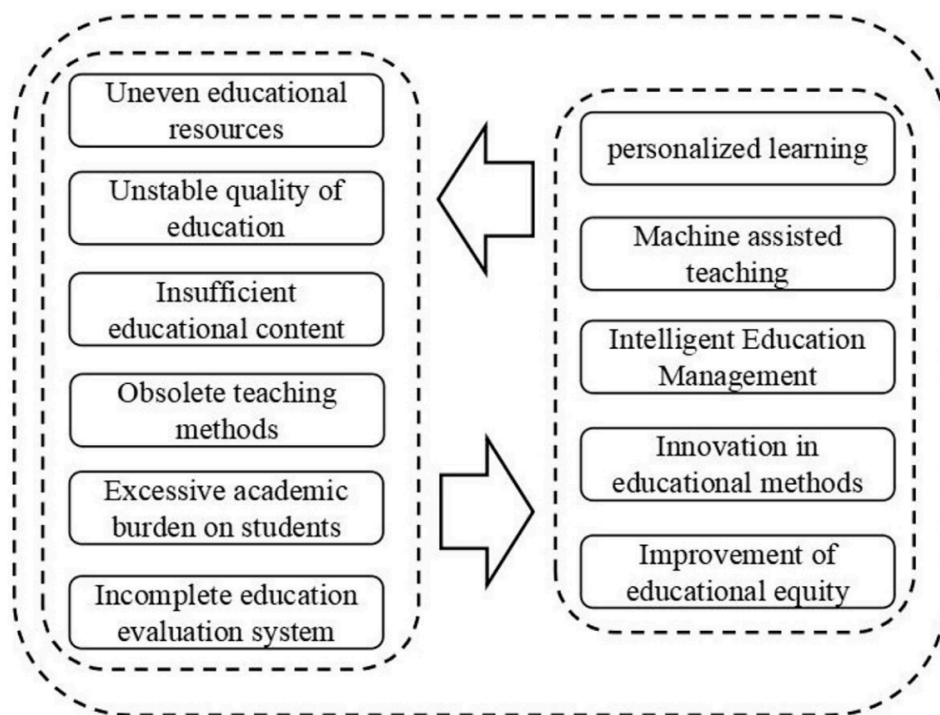 Uneven educational
resources
Unstable quality of
education
Insufficient
educational content
Obsolete teaching
methods
Excessive academic
burden on students
Incomplete education
evaluation system
personalized learning
Machine assisted
teaching
Intelligent Education
Management
Innovation in
educational methods
Improvement of
educational equity